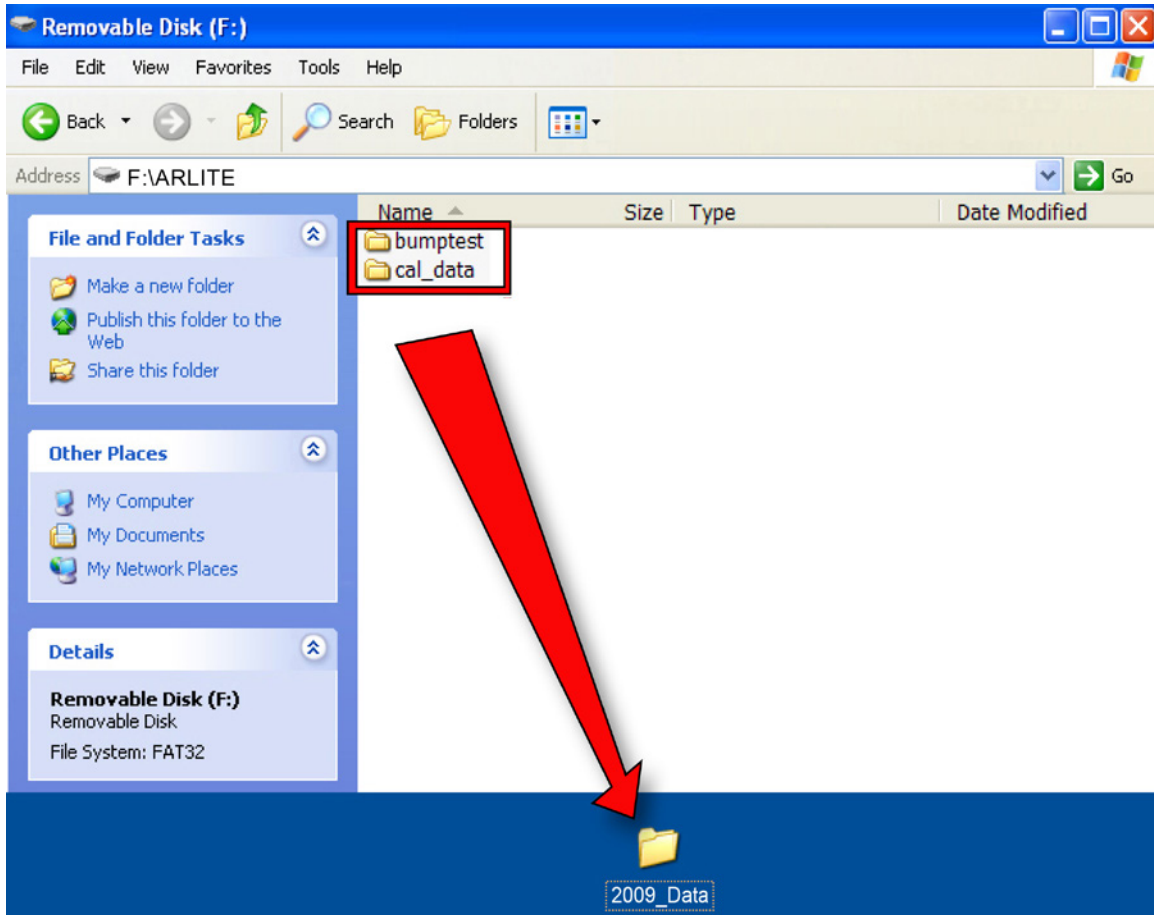 Removable Disk (F:)
File Edit View Favorites Tools Help
Back Search Folders
Address F:\ARLITE Go
Name Size Type Date Modified
bumptest
cal_data
File and Folder Tasks
Make a new folder
Publish this folder to the
Web
Share this folder
Other Places
My Computer
My Documents
My Network Places
Details
Removable Disk (F:)
Removable Disk
File System: FAT32
2009_Data